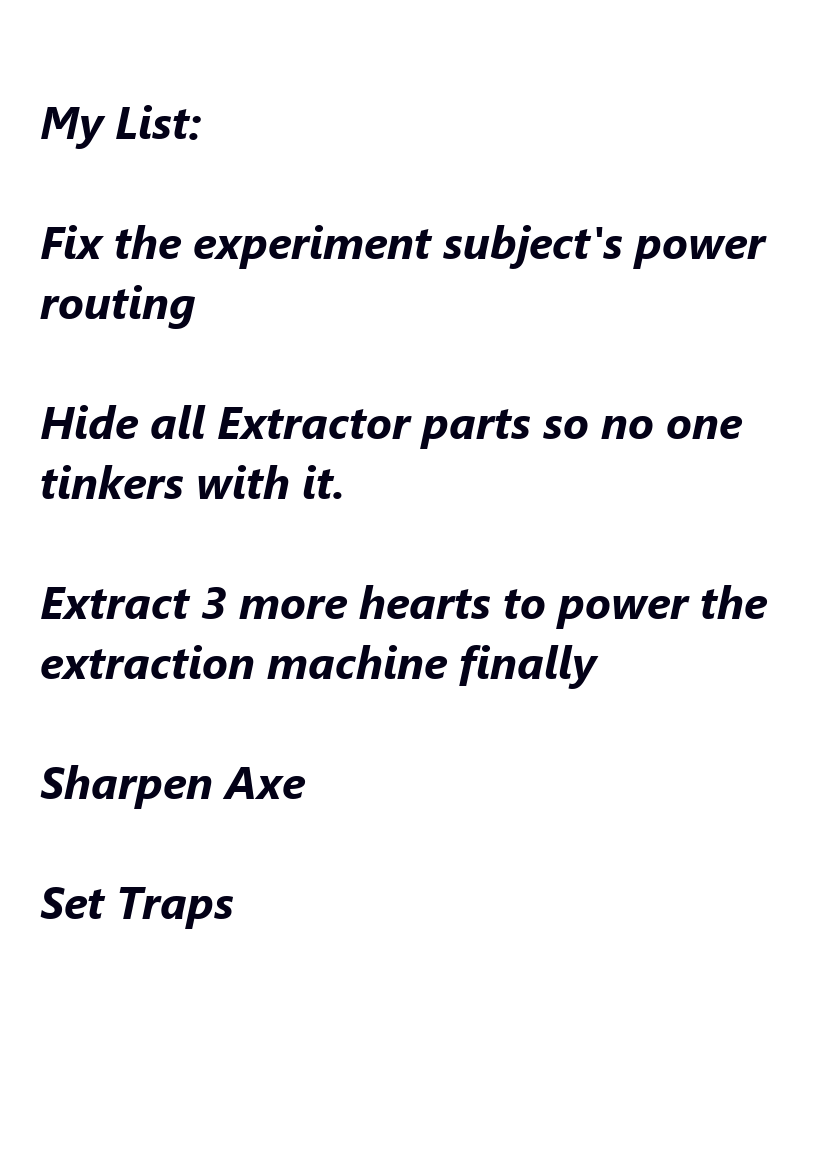 My List:
Fix the experiment subject's power
routing
Hide all Extractor parts so no one
tinkers with it.
Extract 3 more hearts to power the
extraction machine finally
Sharpen Axe
Set Traps